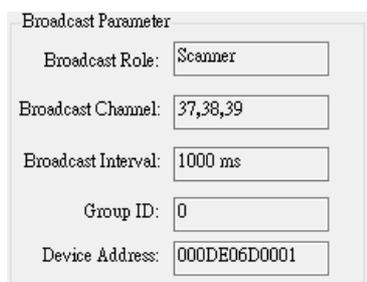 Broadcast Parameter
Broadcast Role: Scanner
Broadcast Channel: 37,38,39
Broadcast Interval: 1000 ms
Group ID: 0
Device Address: 000DE06D0001